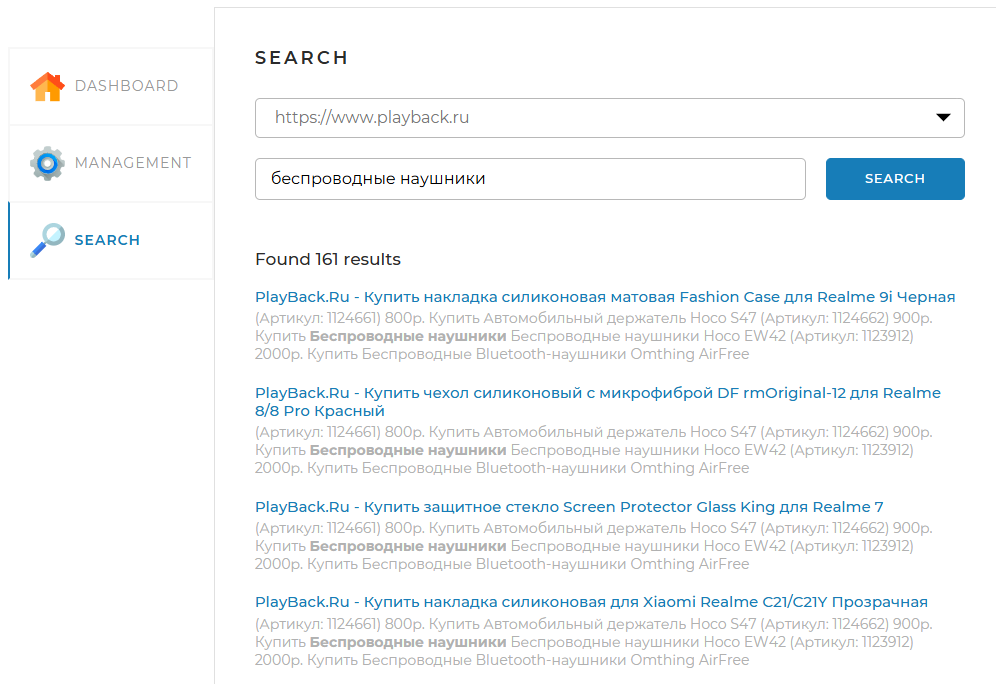 DASHBOARD
MANAGEMENT
SEARCH
SEARCH
https://www.playback.ru
беспроводные наушники
SEARCH
Found 161 results
PlayBack.Ru - Купить накладка силиконовая матовая Fashion Case для Realme 9i Черная
(Артикул: 1124661) 800р. Купить Автомобильный держатель Hoco S47 (Артикул: 1124662) 900р.
Купить Беспроводные наушники Беспроводные наушники Hoco EW42 (Артикул: 1123912)
2000р. Купить Беспроводные Bluetooth-наушники Omthing AirFree
PlayBack.Ru - Купить чехол силиконовый с микрофиброй DF rmOriginal-12 для Realme
8/8 Pro Красный
(Артикул: 1124661) 800р. Купить Автомобильный держатель Hoco S47 (Артикул: 1124662) 900р.
Купить Беспроводные наушники Беспроводные наушники Hoco EW42 (Артикул: 1123912)
2000р. Купить Беспроводные Bluetooth-наушники Omthing AirFree
PlayBack.Ru - Купить защитное стекло Screen Protector Glass King для Realme 7
(Артикул: 1124661) 800р. Купить Автомобильный держатель Hoco S47 (Артикул: 1124662) 900р.
Купить Беспроводные наушники Беспроводные наушники Hoco EW42 (Артикул: 1123912)
2000р. Купить Беспроводные Bluetooth-наушники Omthing AirFree
PlayBack.Ru - Купить накладка силиконовая для Xiaomi Realme C21/C21Y Прозрачная
(Артикул: 1124661) 800р. Купить Автомобильный держатель Hoco S47 (Артикул: 1124662) 900р.
Купить Беспроводные наушники Беспроводные наушники Hoco EW42 (Артикул: 1123912)
2000р. Купить Беспроводные Bluetooth-наушники Omthing AirFree